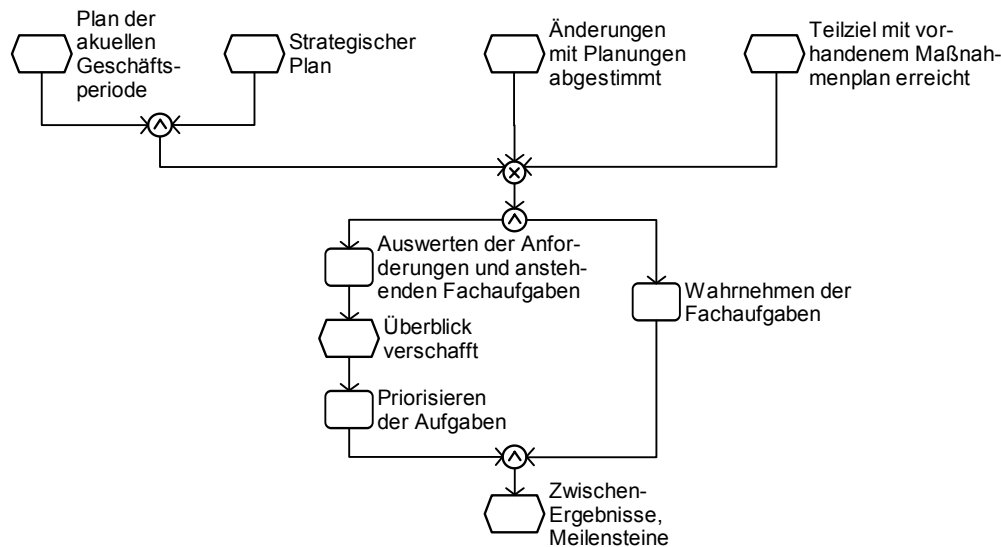 Plan der
akuellen
Geschäfts-
periode
Strategischer
Plan
Änderungen
mit Planungen
abgestimmt
Teilziel mit vor-
handenem Maßnah-
menplan erreicht
Auswerten der Anfor-
derungen und ansteh-
enden Fachaufgaben
Wahrnehmen der
Fachaufgaben
Überblick
verschafft
Priorisieren
der Aufgaben
Zwischen-
Ergebnisse,
Meilensteine